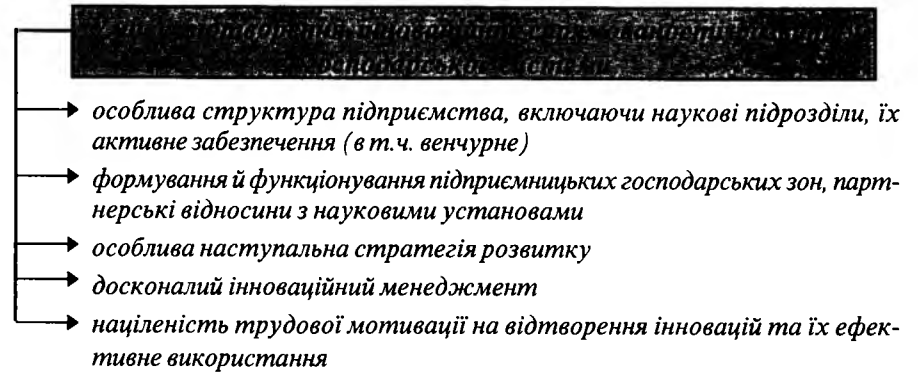 особлива структура підприємства, включаючи наукові підрозділи, їх
активне забезпечення (в т.ч. венчурне)
формування й функціонування підприємницьких господарських зон, парт-
нерські відносини з науковими установами
особлива наступальна стратегія розвитку
досконалий інноваційний менеджмент
націленість трудової мотивації на відтворення інновацій та їх ефек-
тивне використання